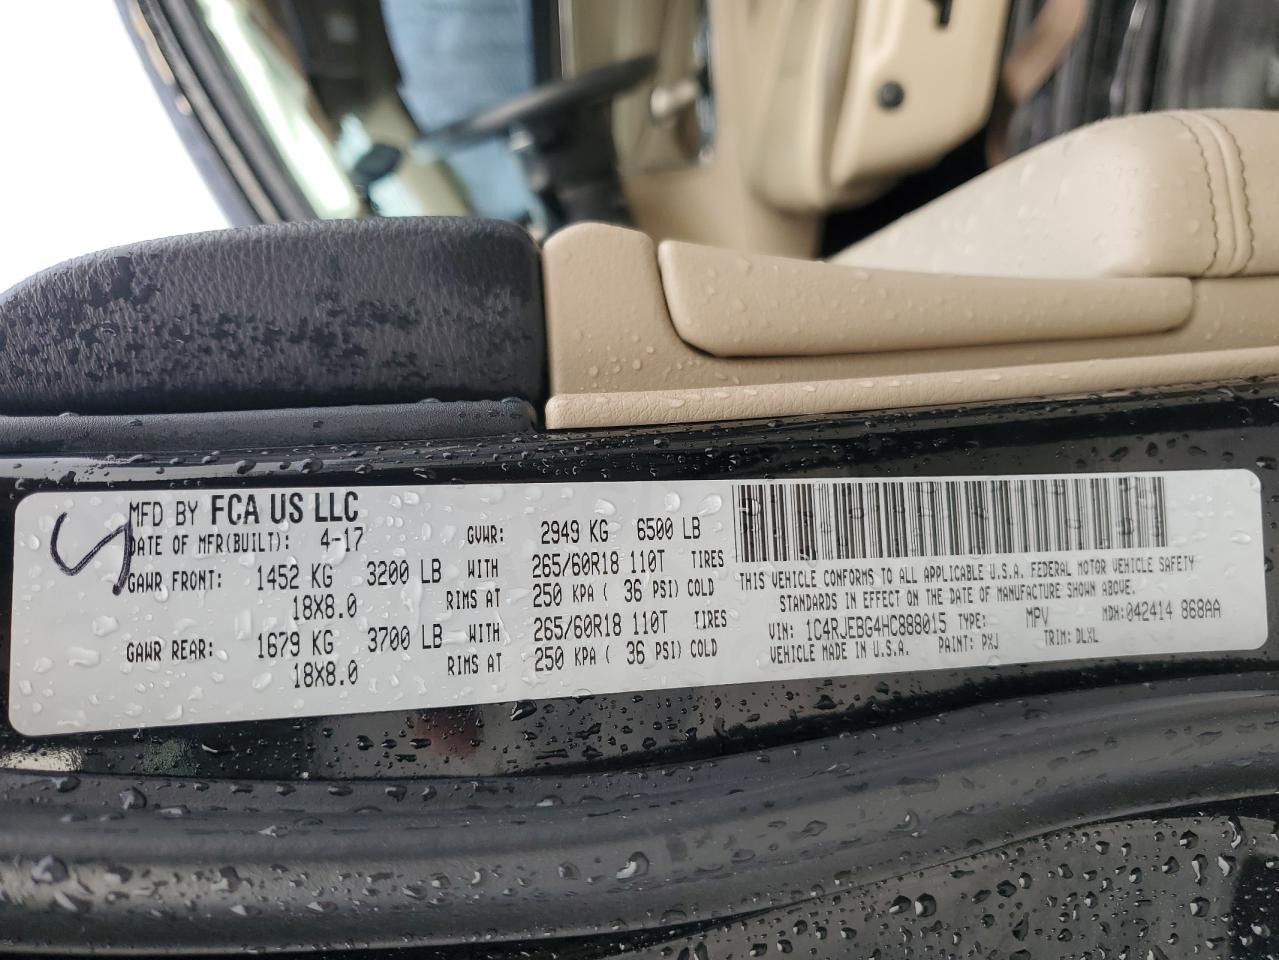 MFD BY FCA US LLC
DATE OF MFR(BUILT): 4-17 GVWR: 2949 KG 6500 LB
GAWR FRONT: 1452 KG 3200 LB WITH 265/60R18 110T TIRES
18X8.0 RIMS AT 250 KPA ( 36 PSI) COLD
GAWR REAR: 1679 KG 3700 LB WITH 265/60R18 110T TIRES
18X8.0 RIMS AT 250 KPA ( 36 PSI) COLD
THIS VEHICLE CONFORMS TO ALL APPLICABLE U.S.A. FEDERAL MOTOR VEHICLE SAFETY
STANDARDS IN EFFECT ON THE DATE OF MANUFACTURE SHOWN ABOVE.
VIN: 1C4RJEBG4HC888015 TYPE: MPV MDH:042414 868AA
VEHICLE MADE IN U.S.A. PAINT: PXJ TRIM: DLXL